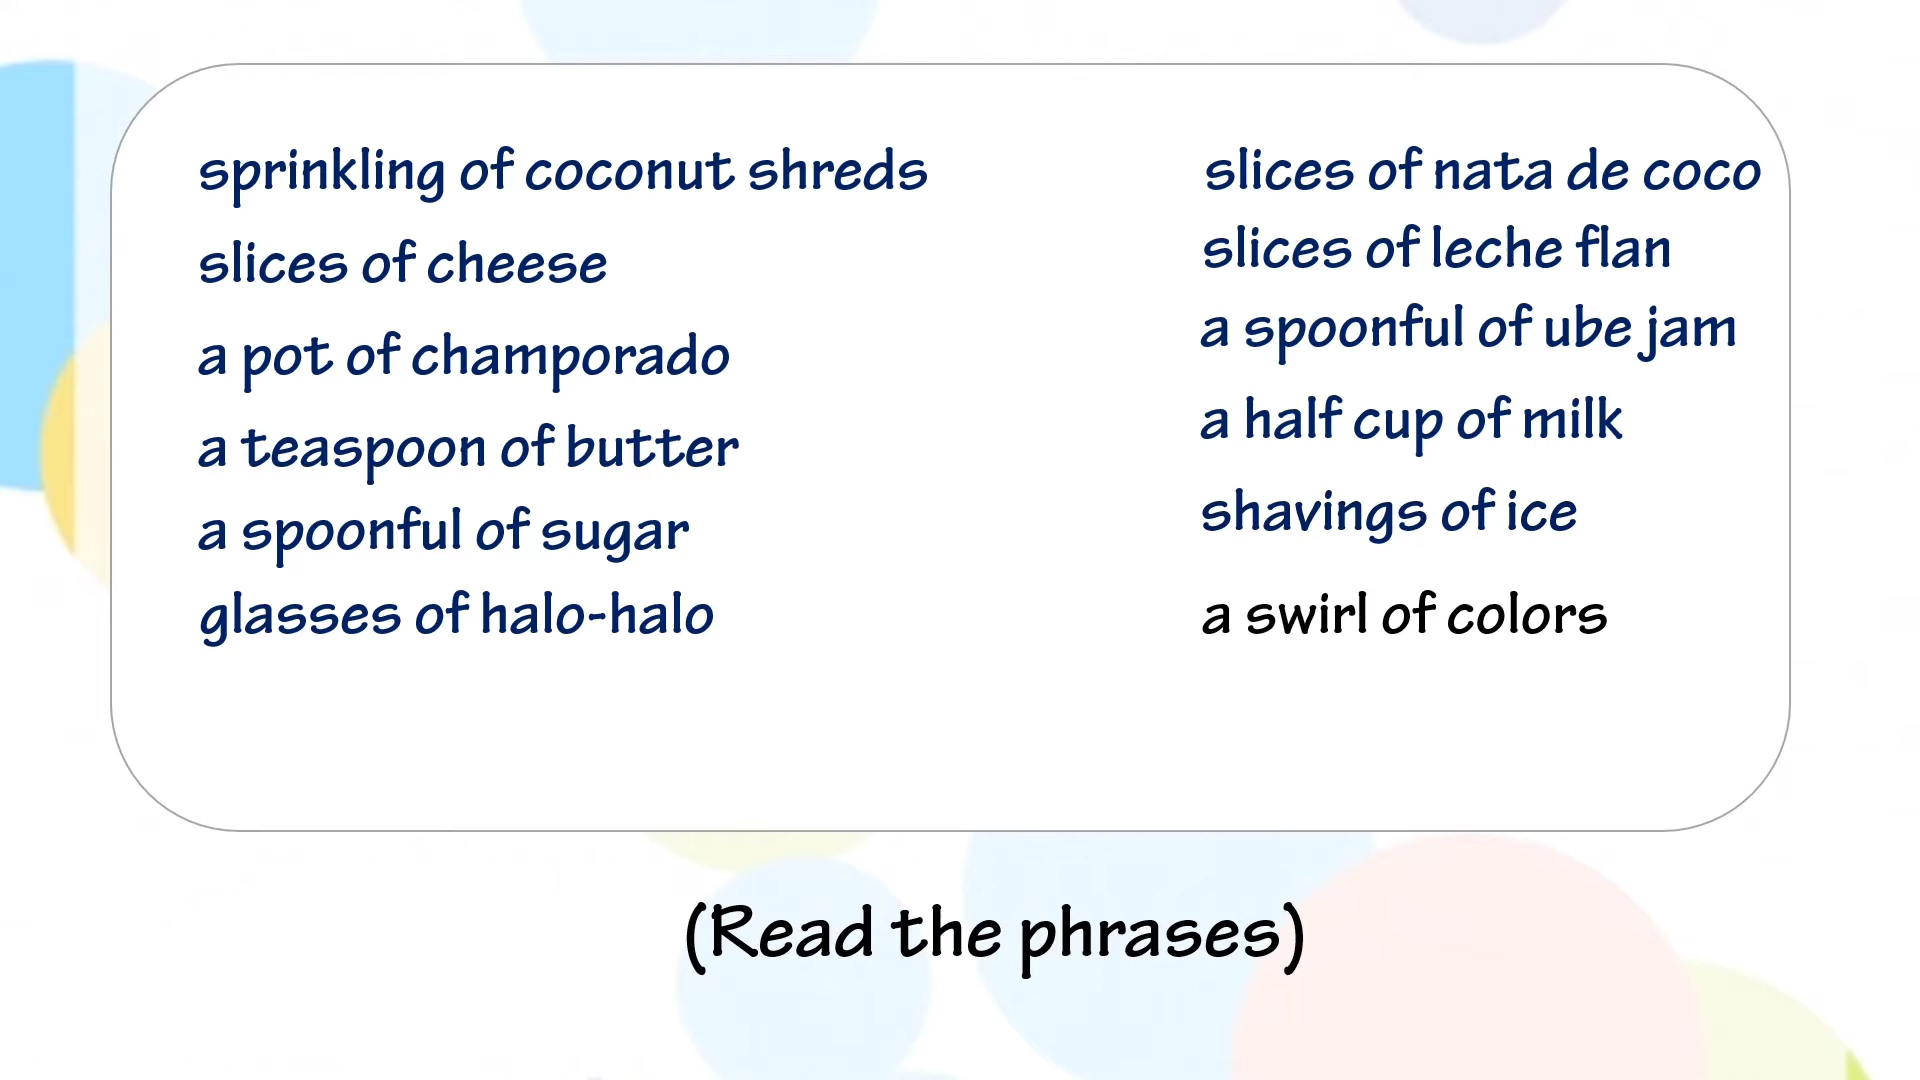 sprinkling of coconut shreds
slices of cheese
a pot of champorado
a teaspoon of butter
a spoonful of sugar
glasses of halo-halo
slices of nata de coco
slices of leche flan
a spoonful of ube jam
a half cup of milk
shavings of ice
a swirl of colors
(Read the phrases)